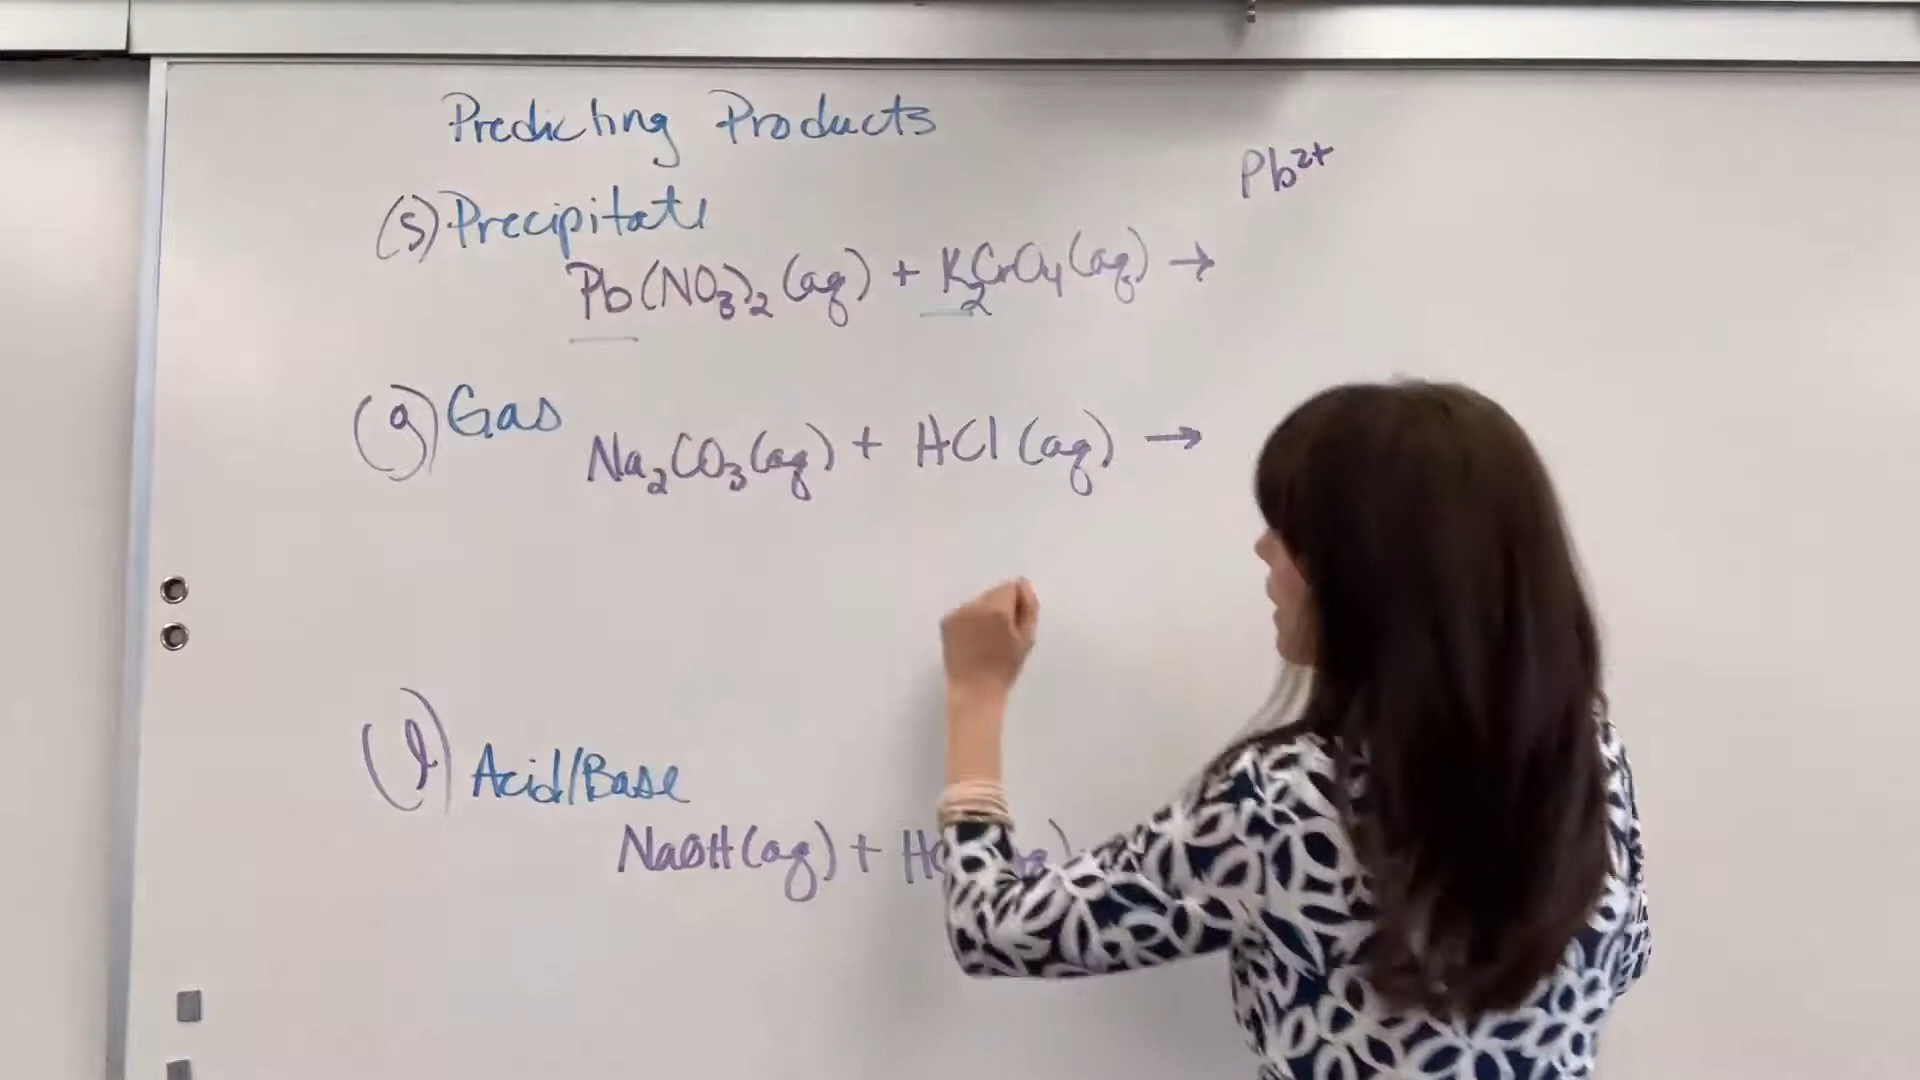 Predicting Products
Pb²⁺
(s) Precipitate
Pb(NO₃)₂ (aq) + K₂CrO₄ (aq) →
(g) Gas
Na₂CO₃ (aq) + HCl (aq) →
(l) Acid/Base
NaOH (aq) +